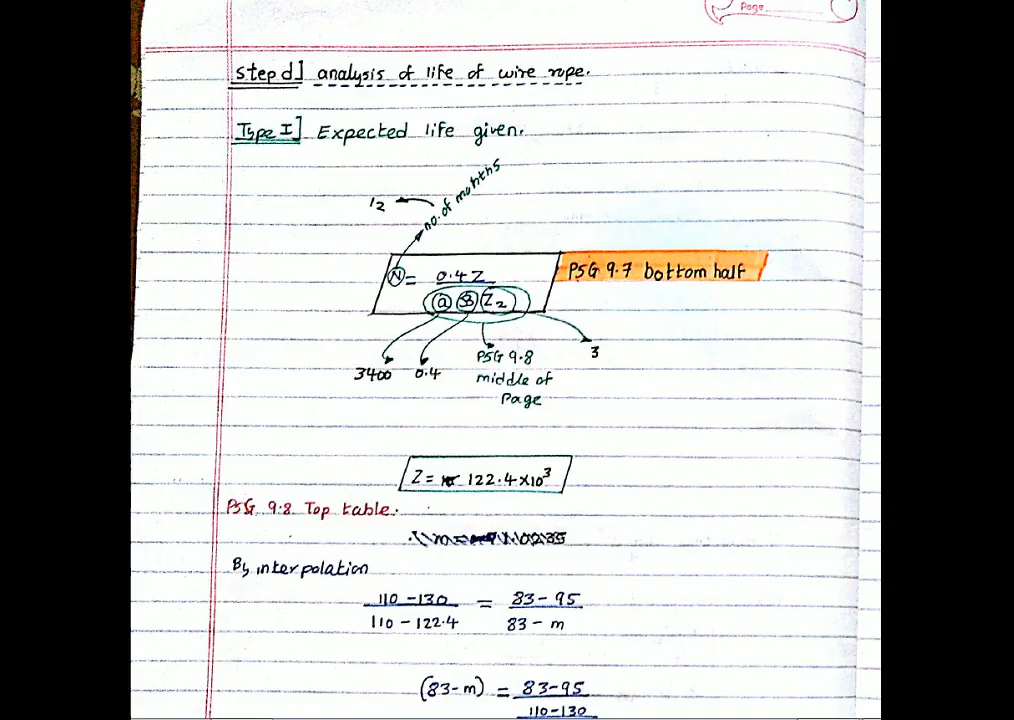 Page
Step d] analysis of life of wire rope.
Type I] Expected life given.
12
no. of months
N = 0.4 Z
a B Z2
PSG 9.7 bottom half
3400 0.4
PSG 9.8
middle of
Page
3
Z = 122.4×10³
PSG 9.8 Top table.
By interpolation
110 - 130 = 83 - 95
110 - 122.4 83 - m
(83-m) = 83-95
110-130